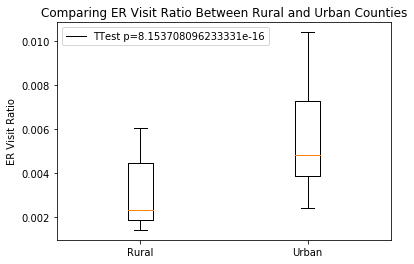 Comparing ER Visit Ratio Between Rural and Urban Counties
TTest p=8.153708096233331e-16
0.010
0.008
0.006
0.004
0.002
ER Visit Ratio
Rural
Urban